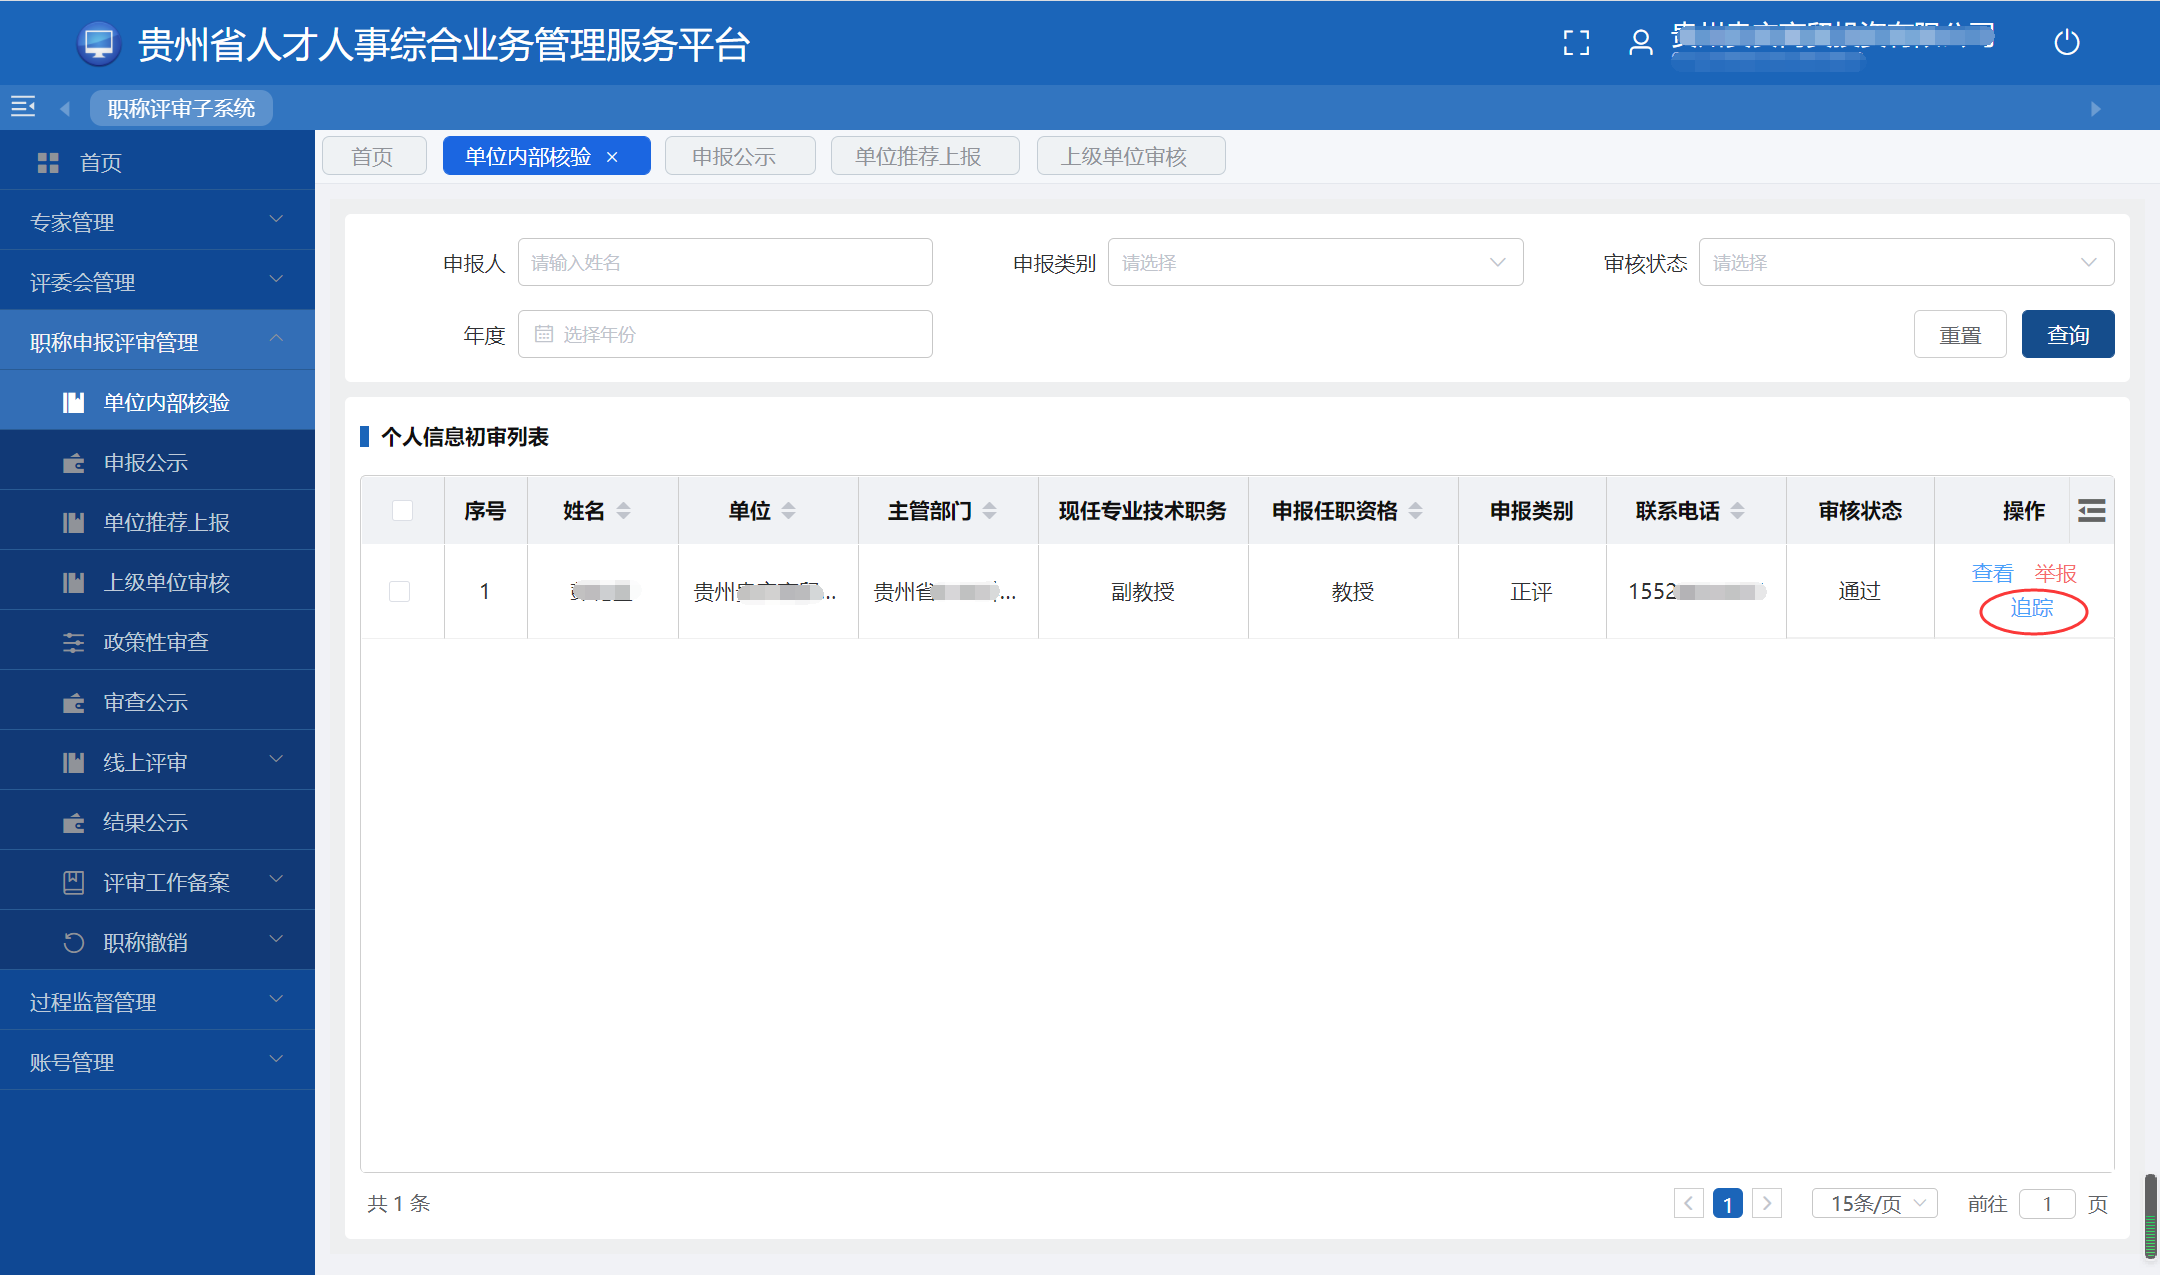 贵州省人才人事综合业务管理服务平台
职称评审子系统
首页
专家管理
评委会管理
职称申报评审管理
单位内部核验
申报公示
单位推荐上报
上级单位审核
政策性审查
审查公示
线上评审
结果公示
评审工作备案
职称撤销
过程监督管理
账号管理
首页 单位内部核验 × 申报公示 单位推荐上报 上级单位审核
申报人 请输入姓名 申报类别 请选择 审核状态 请选择
年度 选择年份 重置 查询
个人信息初审列表
序号 姓名 单位 主管部门 现任专业技术职务 申报任职资格 申报类别 联系电话 审核状态 操作
1 贵州 ... 贵州省 ... 副教授 教授 正评 1552 通过 查看 举报
追踪
共 1 条 1 15条/页 前往 1 页